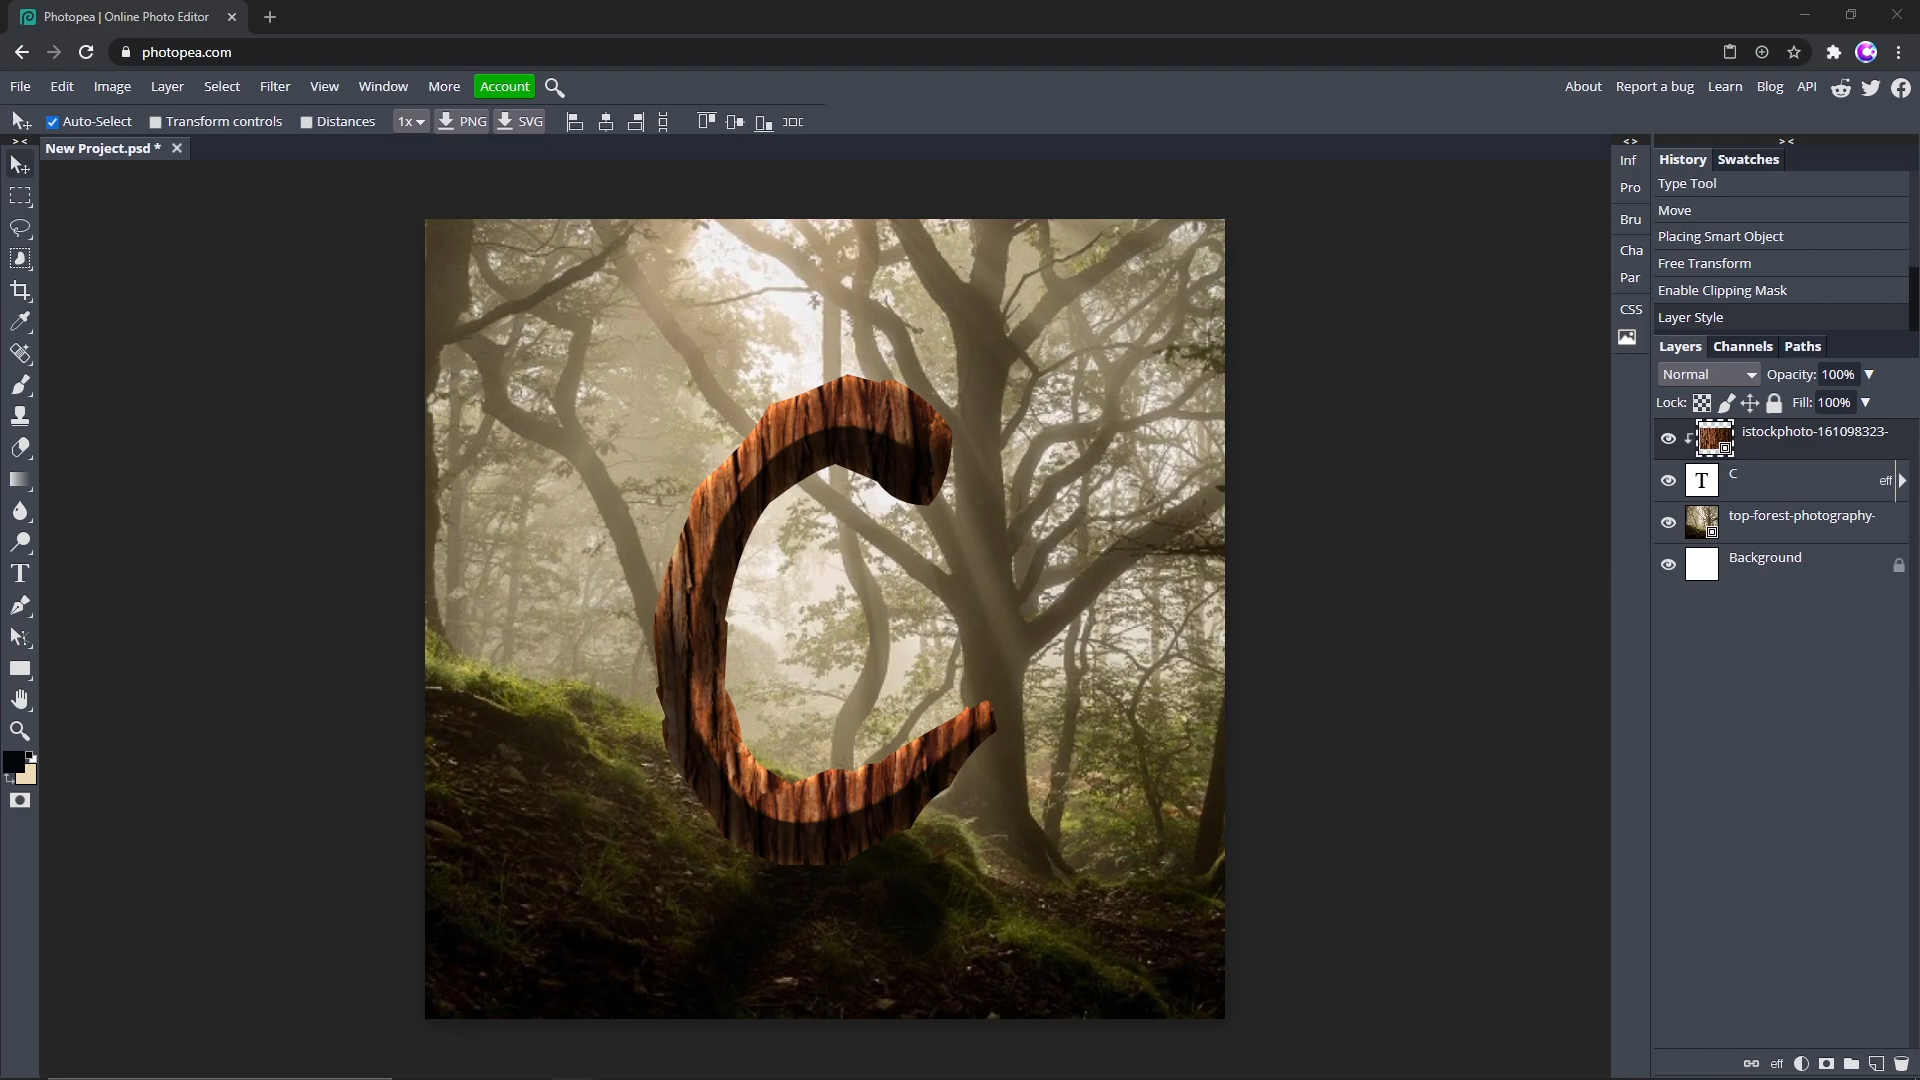 Photopea | Online Photo Editor
photopea.com
File Edit Image Layer Select Filter View Window More Account
About Report a bug Learn Blog API
Auto-Select Transform controls Distances 1x PNG SVG
New Project.psd *
Inf
Pro
Bru
Cha
Par
CSS
History Swatches
Type Tool
Move
Placing Smart Object
Free Transform
Enable Clipping Mask
Layer Style
Layers Channels Paths
Normal Opacity: 100%
Lock: Fill: 100%
istockphoto-161098323-
T C eff
top-forest-photography-
Background
T
C
eff